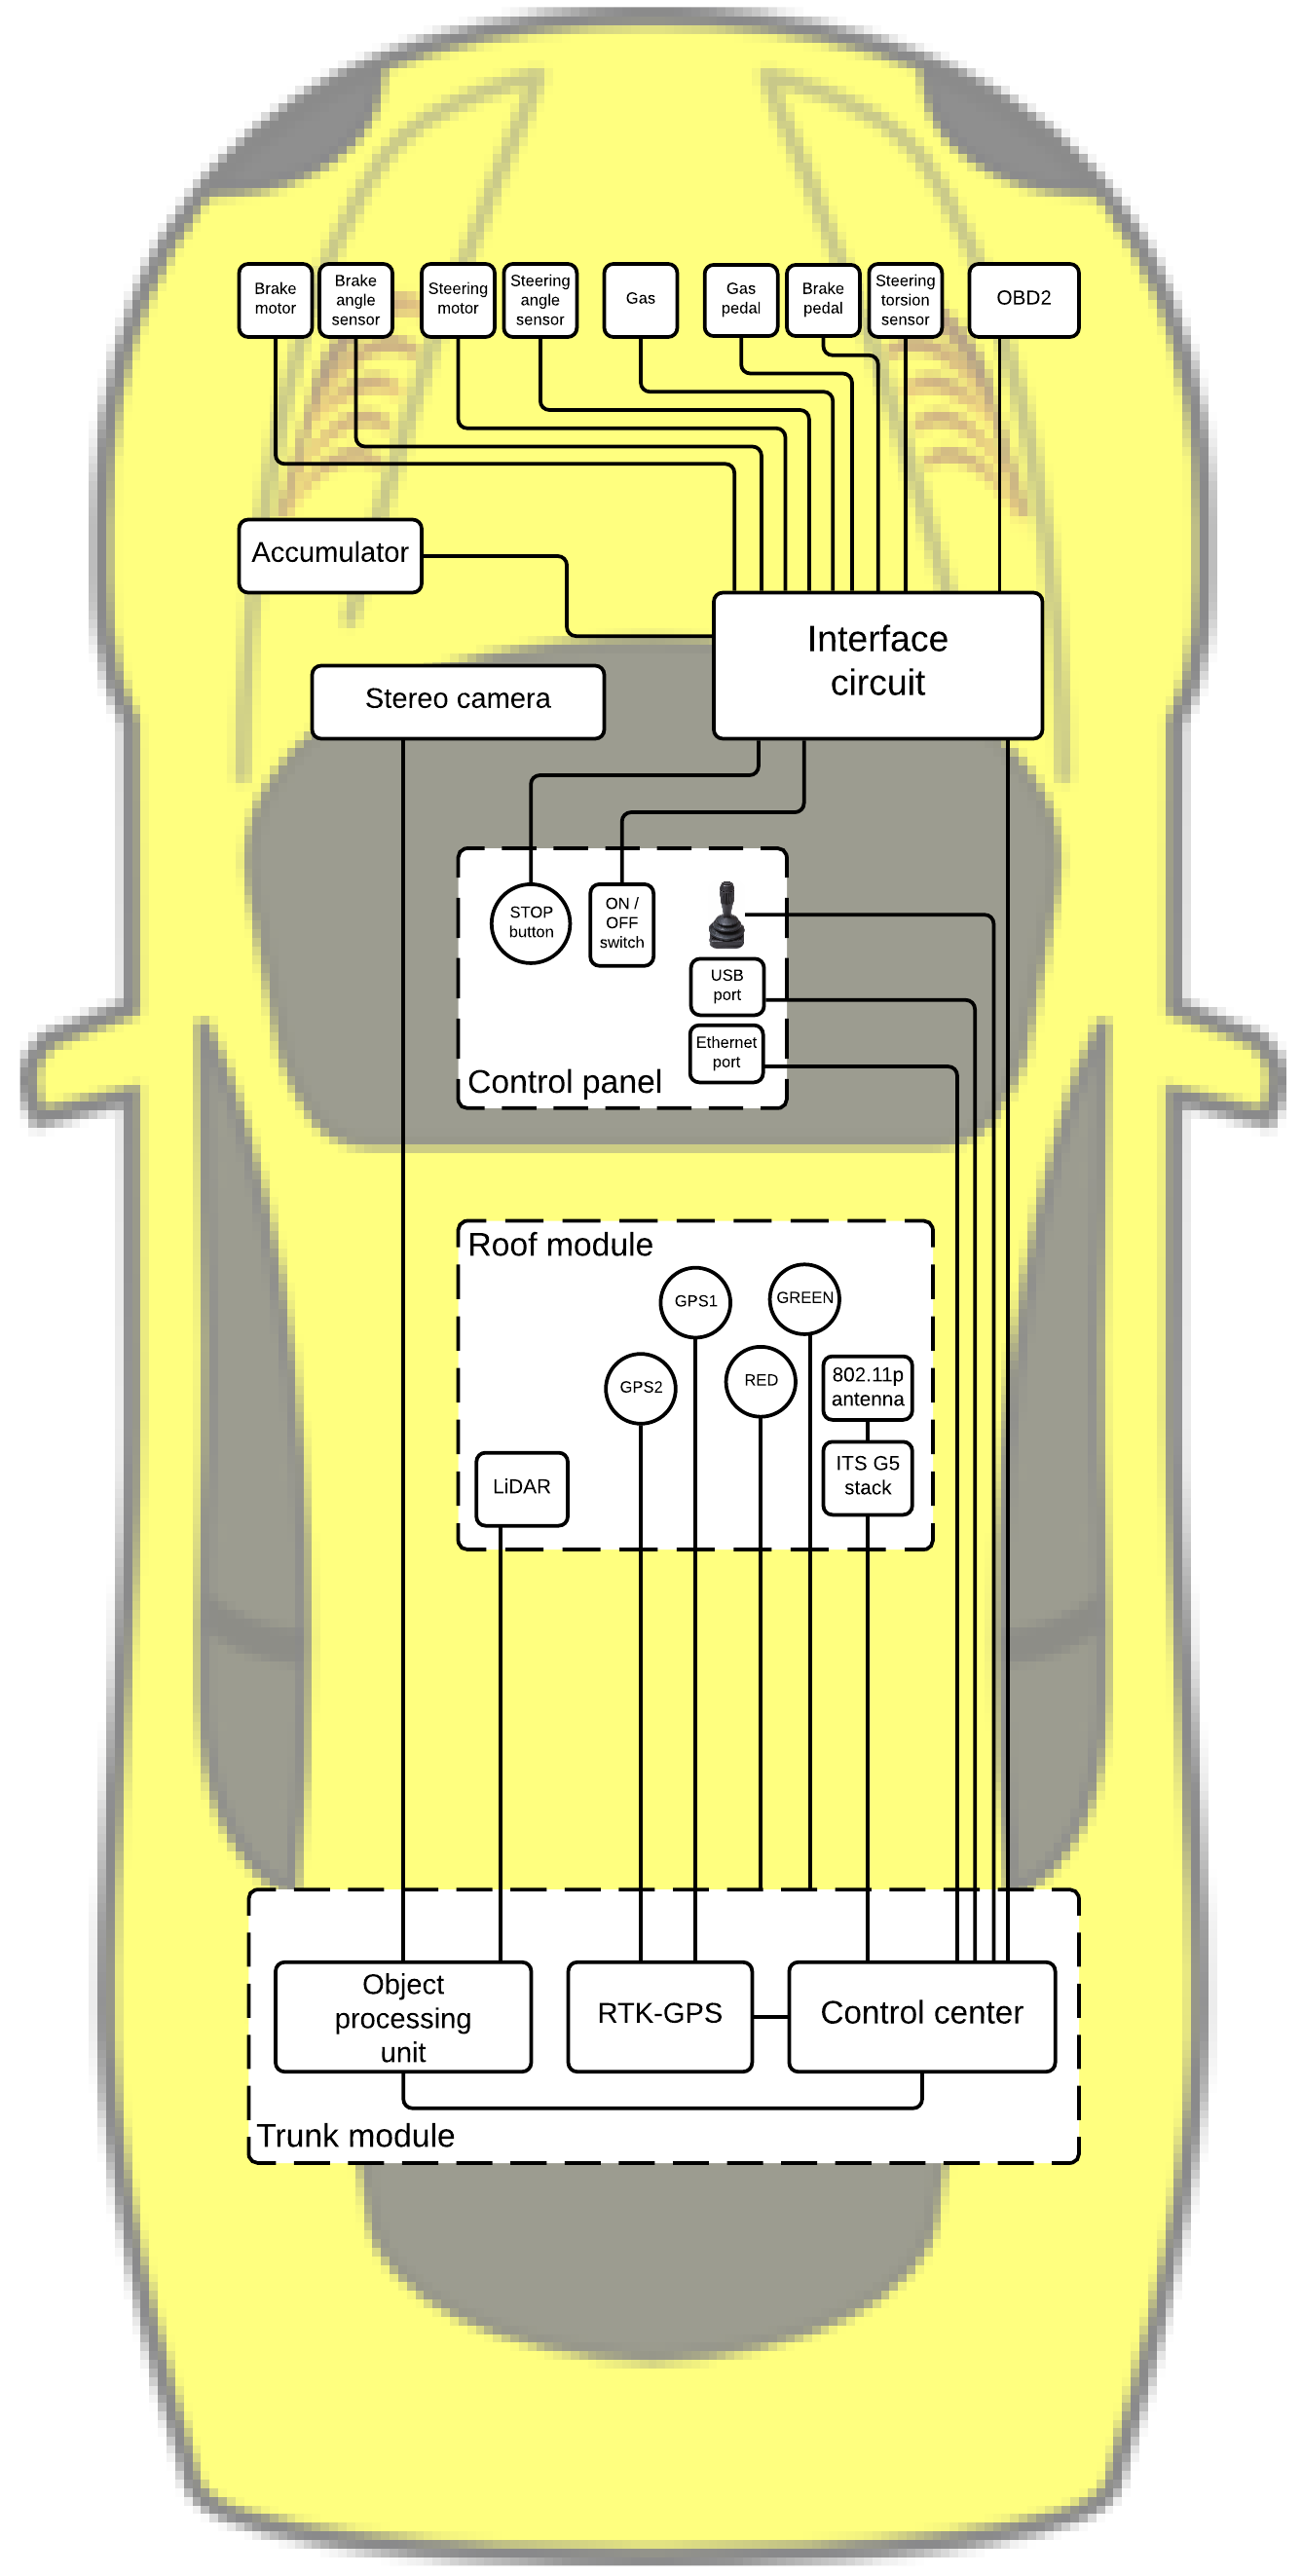 Brake
motor
Brake
angle
sensor
Steering
motor
Steering
angle
sensor
Gas
Gas
pedal
Brake
pedal
Steering
torsion
sensor
OBD2
Accumulator
Interface
circuit
Stereo camera
STOP
button
ON /
OFF
switch
USB
port
Ethernet
port
Control panel
Roof module
GPS1
GREEN
GPS2
RED
802.11p
antenna
ITS G5
stack
LiDAR
Object
processing
unit
RTK-GPS
Control center
Trunk module